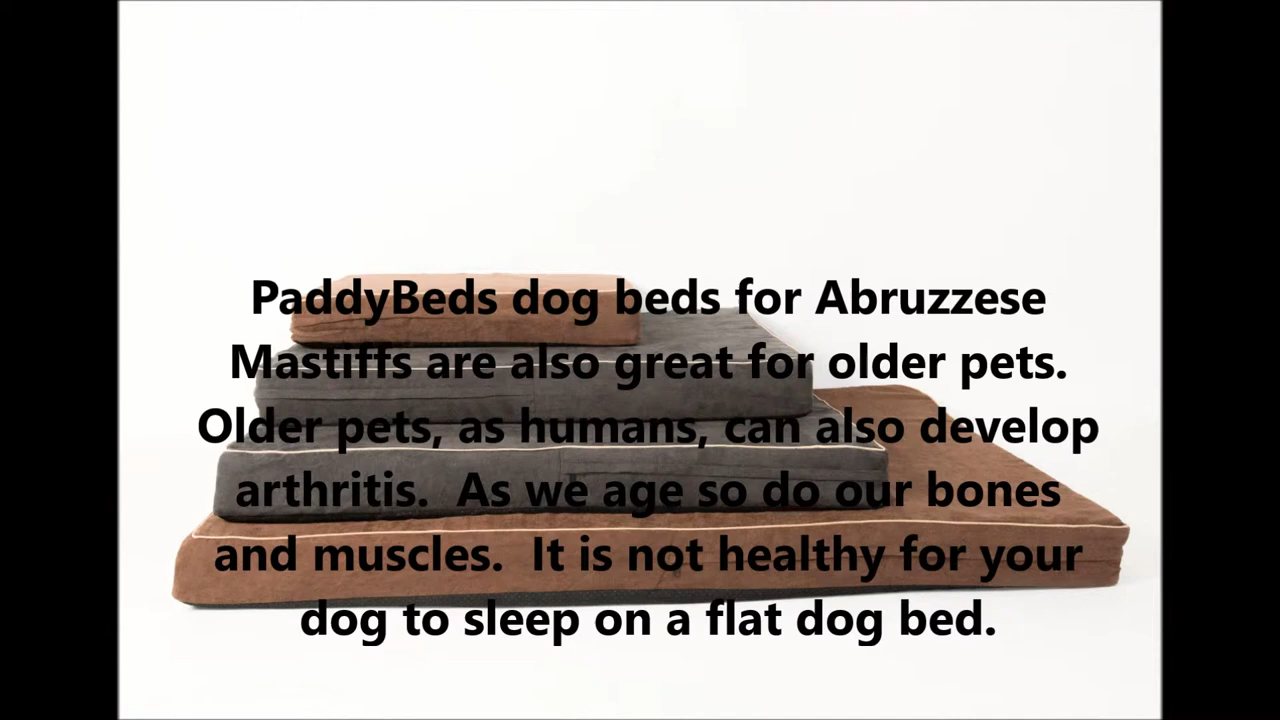 PaddyBeds dog beds for Abruzzese
Mastiffs are also great for older pets.
Older pets, as humans, can also develop
arthritis.  As we age so do our bones
and muscles.  It is not healthy for your
dog to sleep on a flat dog bed.